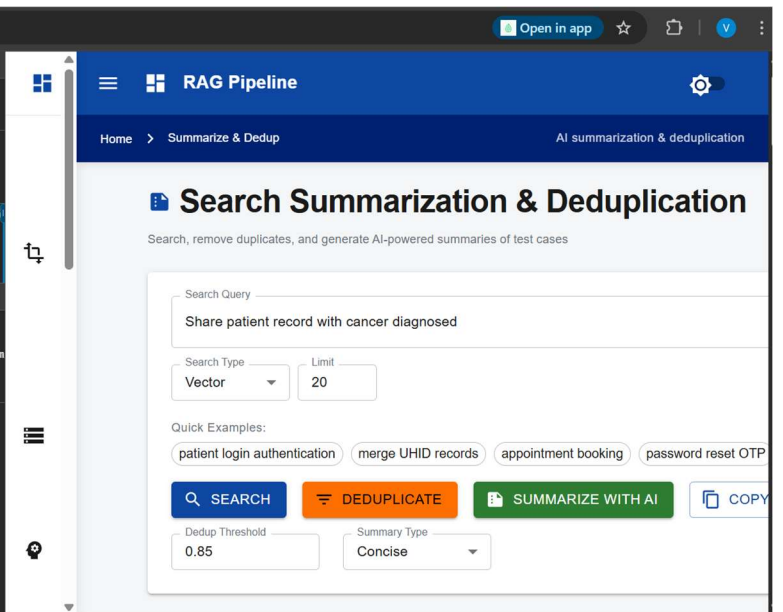 Open in app
V
RAG Pipeline
Home > Summarize & Dedup AI summarization & deduplication
Search Summarization & Deduplication
Search, remove duplicates, and generate AI-powered summaries of test cases
Search Query
Share patient record with cancer diagnosed
Search Type Limit
Vector 20
Quick Examples:
patient login authentication merge UHID records appointment booking password reset OTP
SEARCH DEDUPLICATE SUMMARIZE WITH AI COPY
Dedup Threshold Summary Type
0.85 Concise